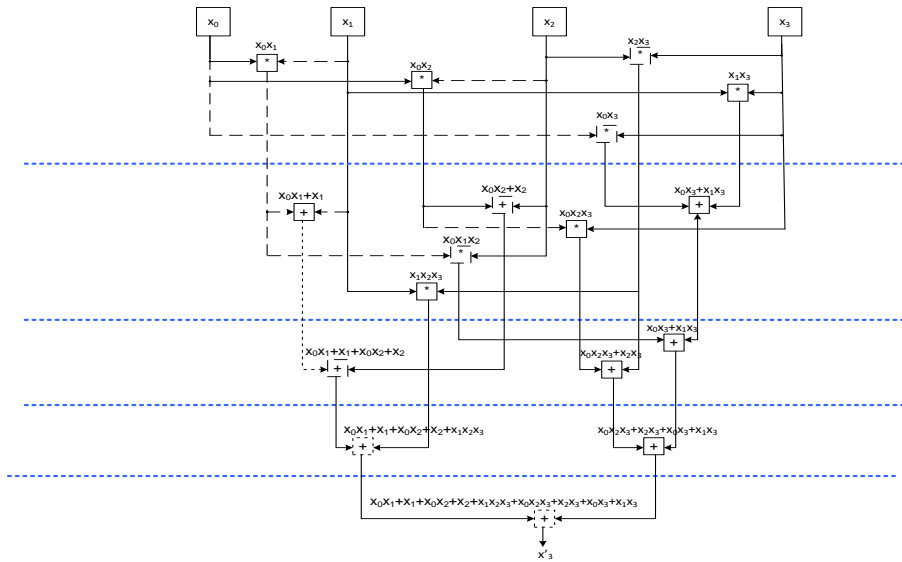 x₀ x₁ x₂ x₃
x₀x₁
*
x₂x₃
*
x₀x₂
*
x₁x₃
*
x₀x₃
*
x₀x₁+x₁
+
x₀x₂+x₂
+
x₀x₃+x₁x₃
+
x₀x₂x₃
*
x₀x₁x₂
*
x₁x₂x₃
*
x₀x₃+x₁x₃
+
x₀x₁+x₁+x₀x₂+x₂
+
x₀x₂x₃+x₂x₃
+
x₀x₁+x₁+x₀x₂+x₂+x₁x₂x₃
+
x₀x₂x₃+x₂x₃+x₀x₃+x₁x₃
+
x₀x₁+x₁+x₀x₂+x₂+x₁x₂x₃+x₀x₂x₃+x₂x₃+x₀x₃+x₁x₃
+
x'₃